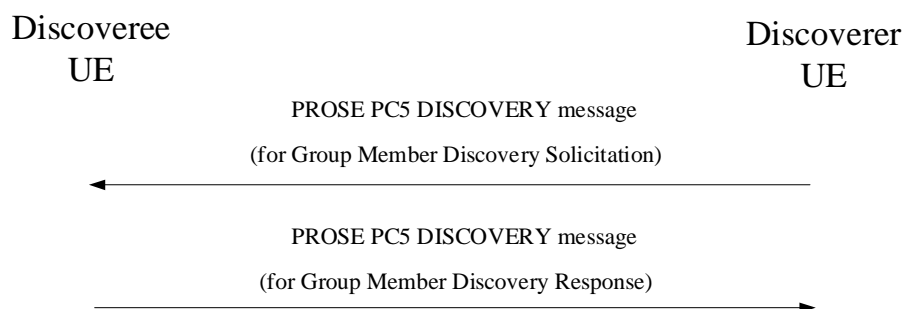 Discoveree
UE
Discoverer
UE
PROSE PC5 DISCOVERY message
(for Group Member Discovery Solicitation)
PROSE PC5 DISCOVERY message
(for Group Member Discovery Response)